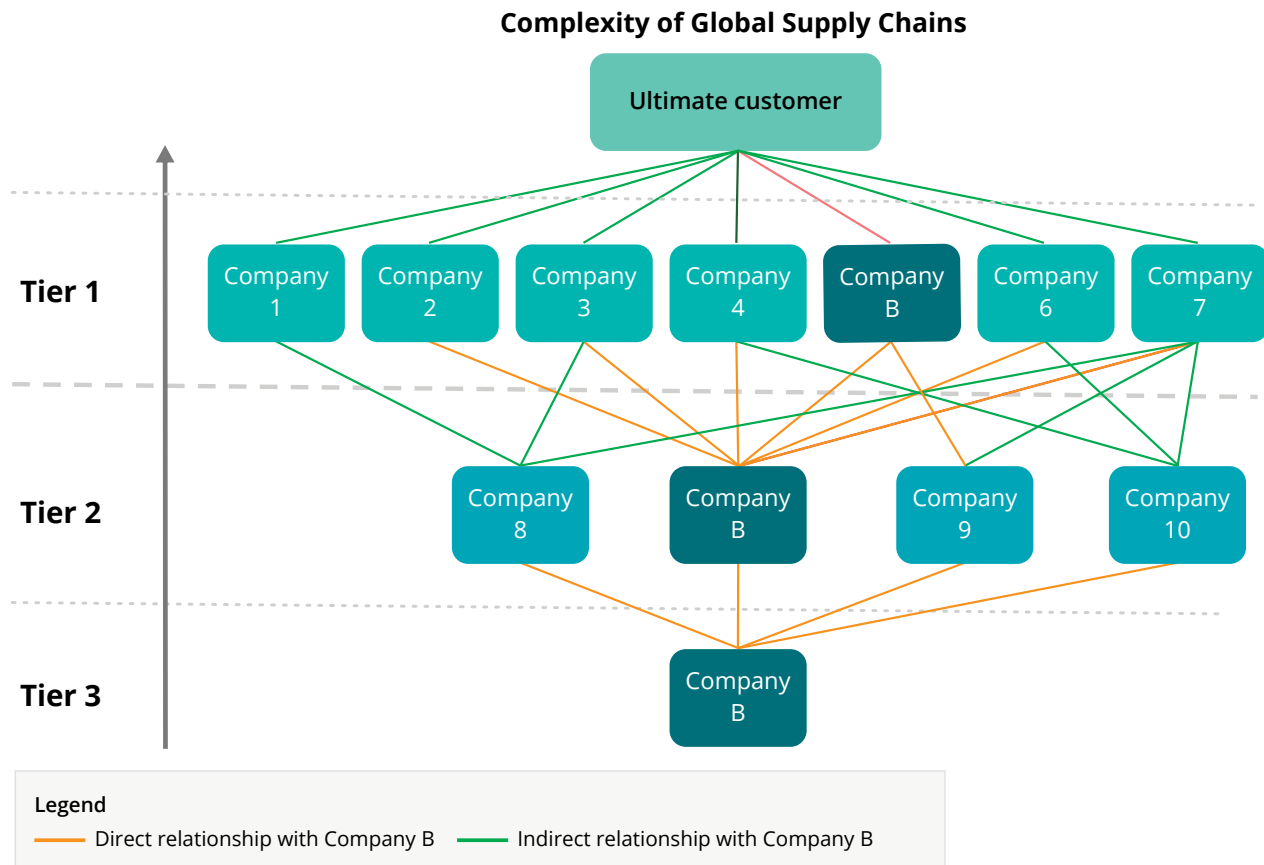 Complexity of Global Supply Chains
Ultimate customer
Tier 1
Company
1
Company
2
Company
3
Company
4
Company
B
Company
6
Company
7
Tier 2
Company
8
Company
B
Company
9
Company
10
Tier 3
Company
B
Legend
Direct relationship with Company B
Indirect relationship with Company B